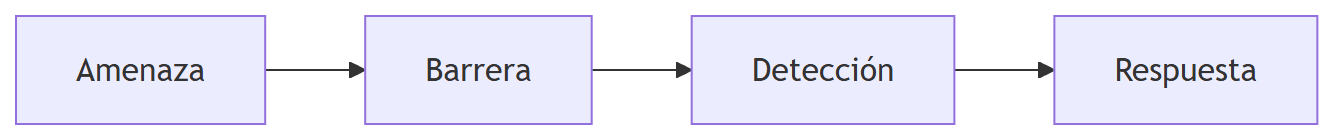 Amenaza
Barrera
Detección
Respuesta